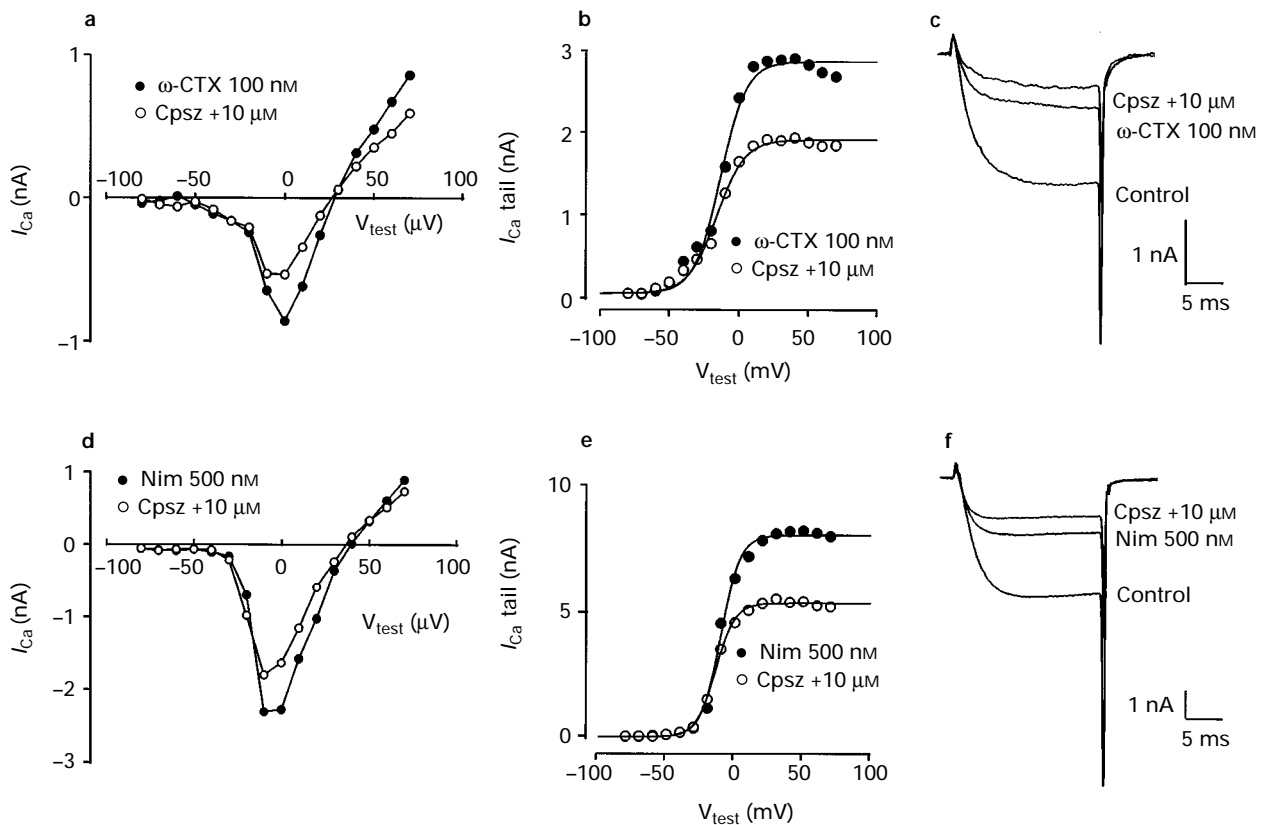 a
1
ω-CTX 100 nM
Cpsz +10 μM
I_Ca (nA)
–100 –50 0 50 100
0
V_test (μV)
–1
b
3
2
1
0
I_Ca tail (nA)
ω-CTX 100 nM
Cpsz +10 μM
–100 –50 0 50 100
V_test (mV)
c
Cpsz +10 μM
ω-CTX 100 nM
Control
1 nA
5 ms
d
1
Nim 500 nM
Cpsz +10 μM
I_Ca (nA)
0
–100 –50 0 50 100
V_test (μV)
–1
–2
–3
e
10
5
0
I_Ca tail (nA)
Nim 500 nM
Cpsz +10 μM
–100 –50 0 50 100
V_test (mV)
f
Cpsz +10 μM
Nim 500 nM
Control
1 nA
5 ms